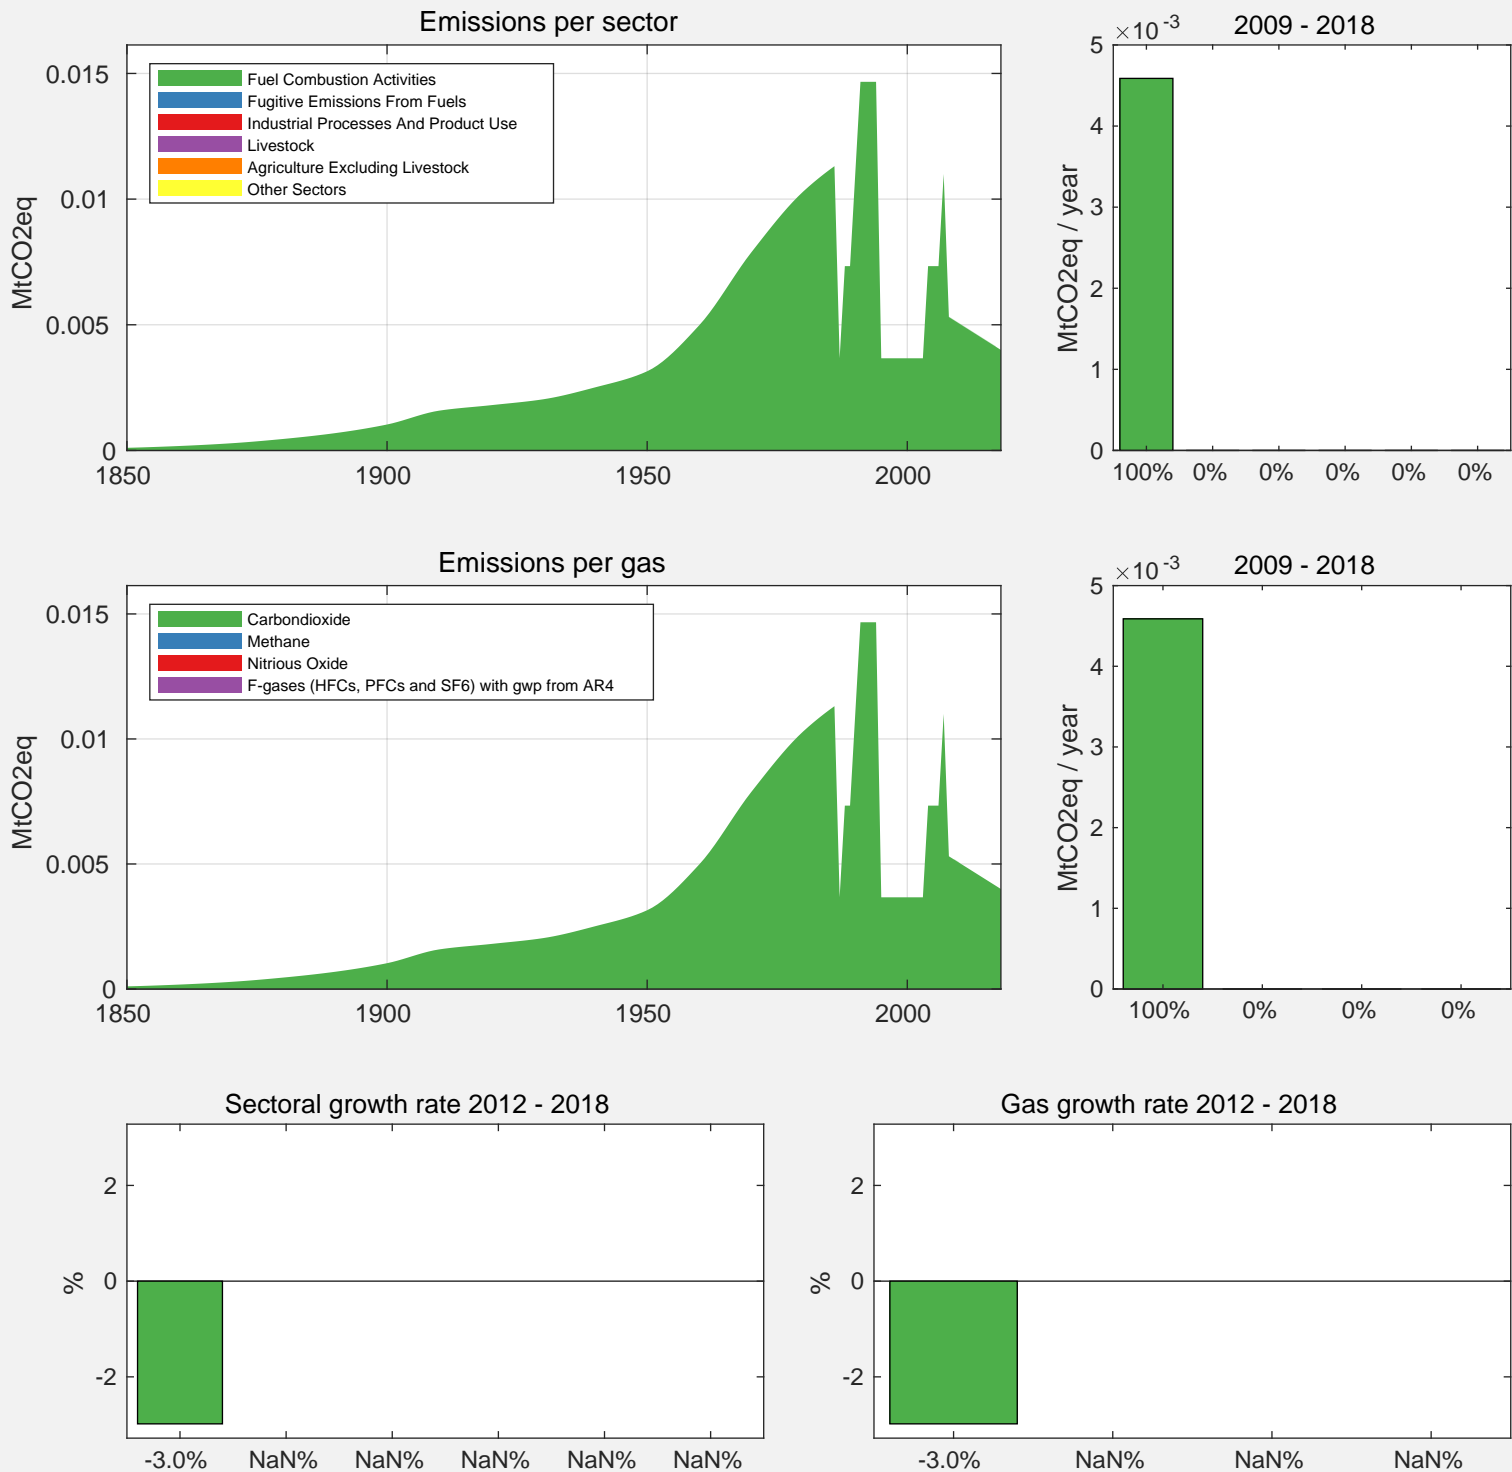 Emissions per sector
MtCO2eq
0.015
0.01
0.005
0
1850
1900
1950
2000
Fuel Combustion Activities
Fugitive Emissions From Fuels
Industrial Processes And Product Use
Livestock
Agriculture Excluding Livestock
Other Sectors
2009 - 2018
×10-3
MtCO2eq / year
5
4
3
2
1
0
100% 0% 0% 0% 0% 0%
Emissions per gas
MtCO2eq
0.015
0.01
0.005
0
1850
1900
1950
2000
Carbondioxide
Methane
Nitrious Oxide
F-gases (HFCs, PFCs and SF6) with gwp from AR4
2009 - 2018
×10-3
MtCO2eq / year
5
4
3
2
1
0
100% 0% 0% 0%
Sectoral growth rate 2012 - 2018
%
2
0
-2
-3.0% NaN% NaN% NaN% NaN% NaN%
Gas growth rate 2012 - 2018
%
2
0
-2
-3.0% NaN% NaN% NaN%